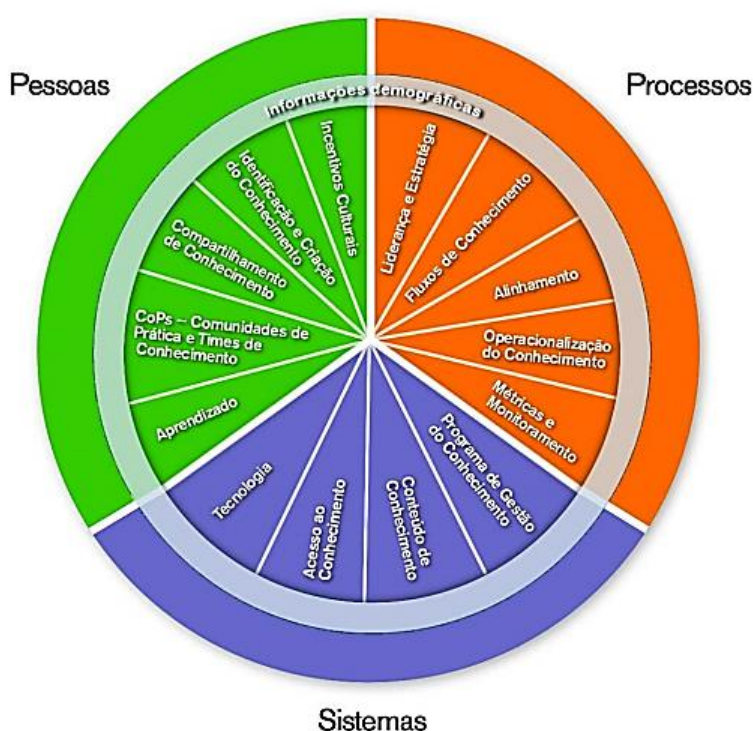 Pessoas
Processos
Informações demográficas
Incentivos Culturais
Identificação e Criação
do Conhecimento
Compartilhamento
de Conhecimento
CoPs – Comunidades de
Prática e Times de
Conhecimento
Aprendizado
Liderança e Estratégia
Fluxos de Conhecimento
Alinhamento
Operacionalização
do Conhecimento
Métricas e
Monitoramento
Programa de Gestão
do Conhecimento
Conteúdo de
Conhecimento
Acesso ao
Conhecimento
Tecnologia
Sistemas